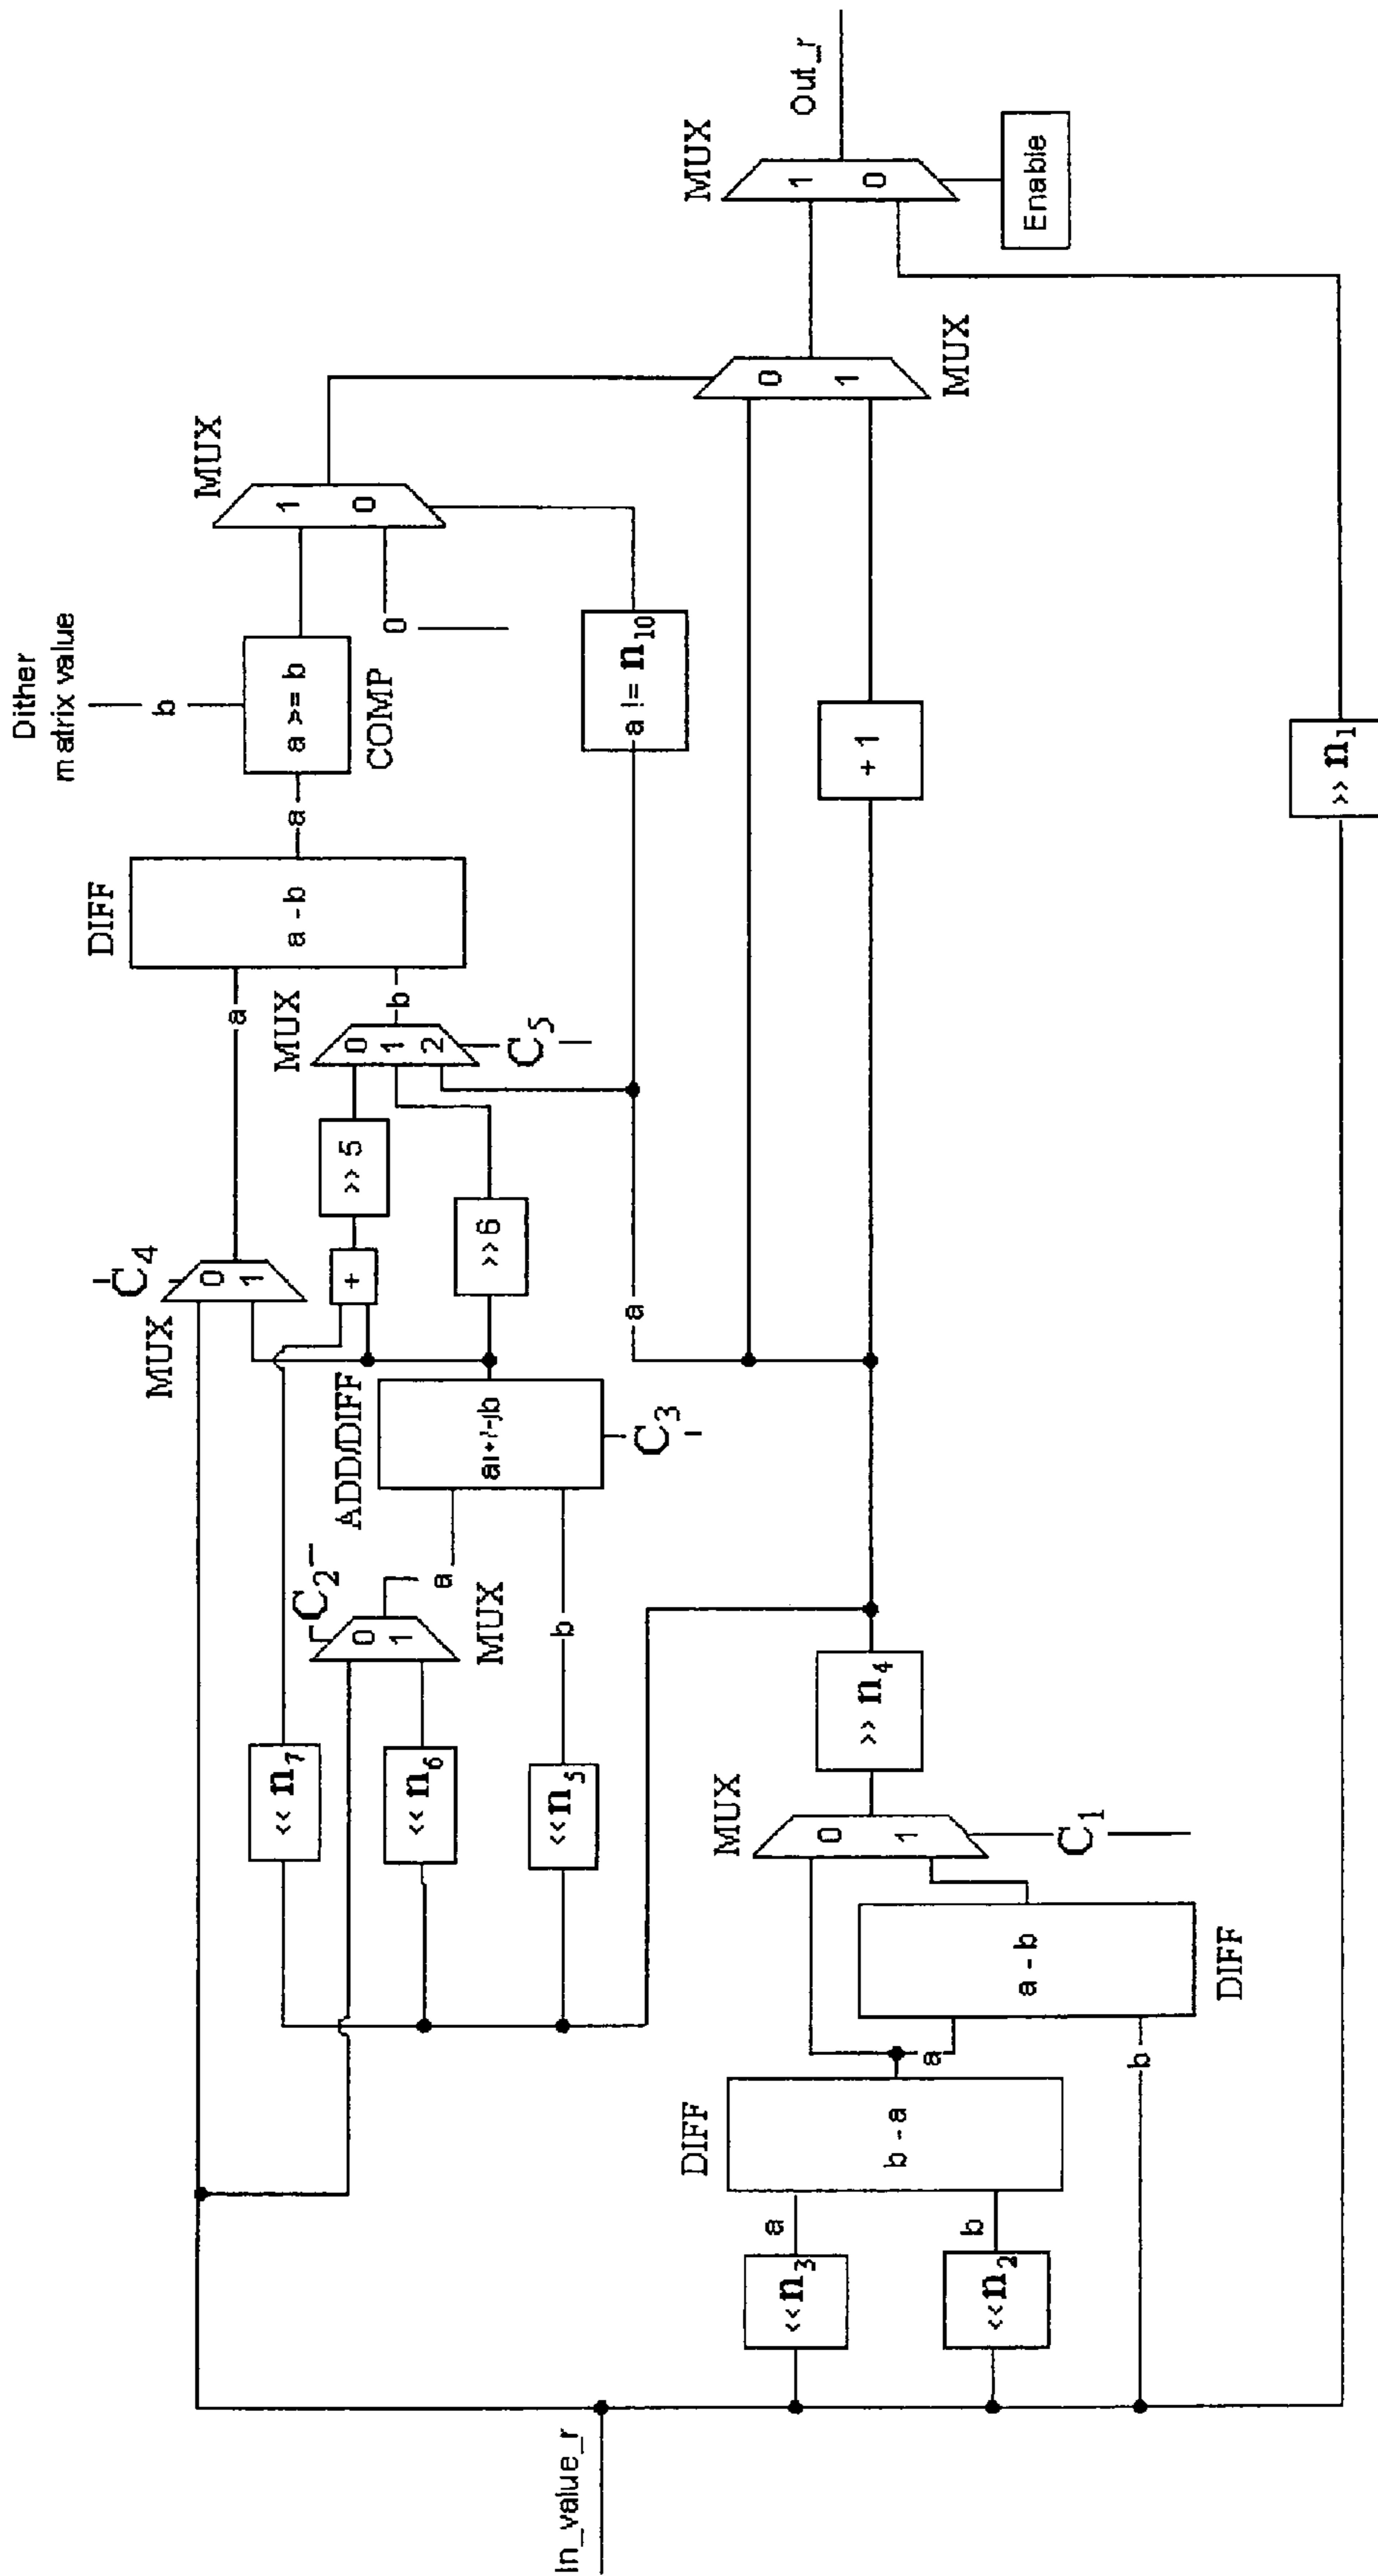 In_value_r
<< n3
<< n2
a
b
DIFF
b - a
a
b
a - b
DIFF
MUX
0
1
C1
>> n4
<< n7
<< n6
<< n5
C2
0
1
MUX
a
b
ADD/DIFF
C3
MUX
C4
0
1
+
>> 5
>>6
MUX
0
1
2
C5
a
b
DIFF
a - b
a
Dither
matrix value
b
a >= b
COMP
0
a
a != n10
MUX
1
0
+ 1
0
1
MUX
>> n1
MUX
1
0
Enable
Out_r